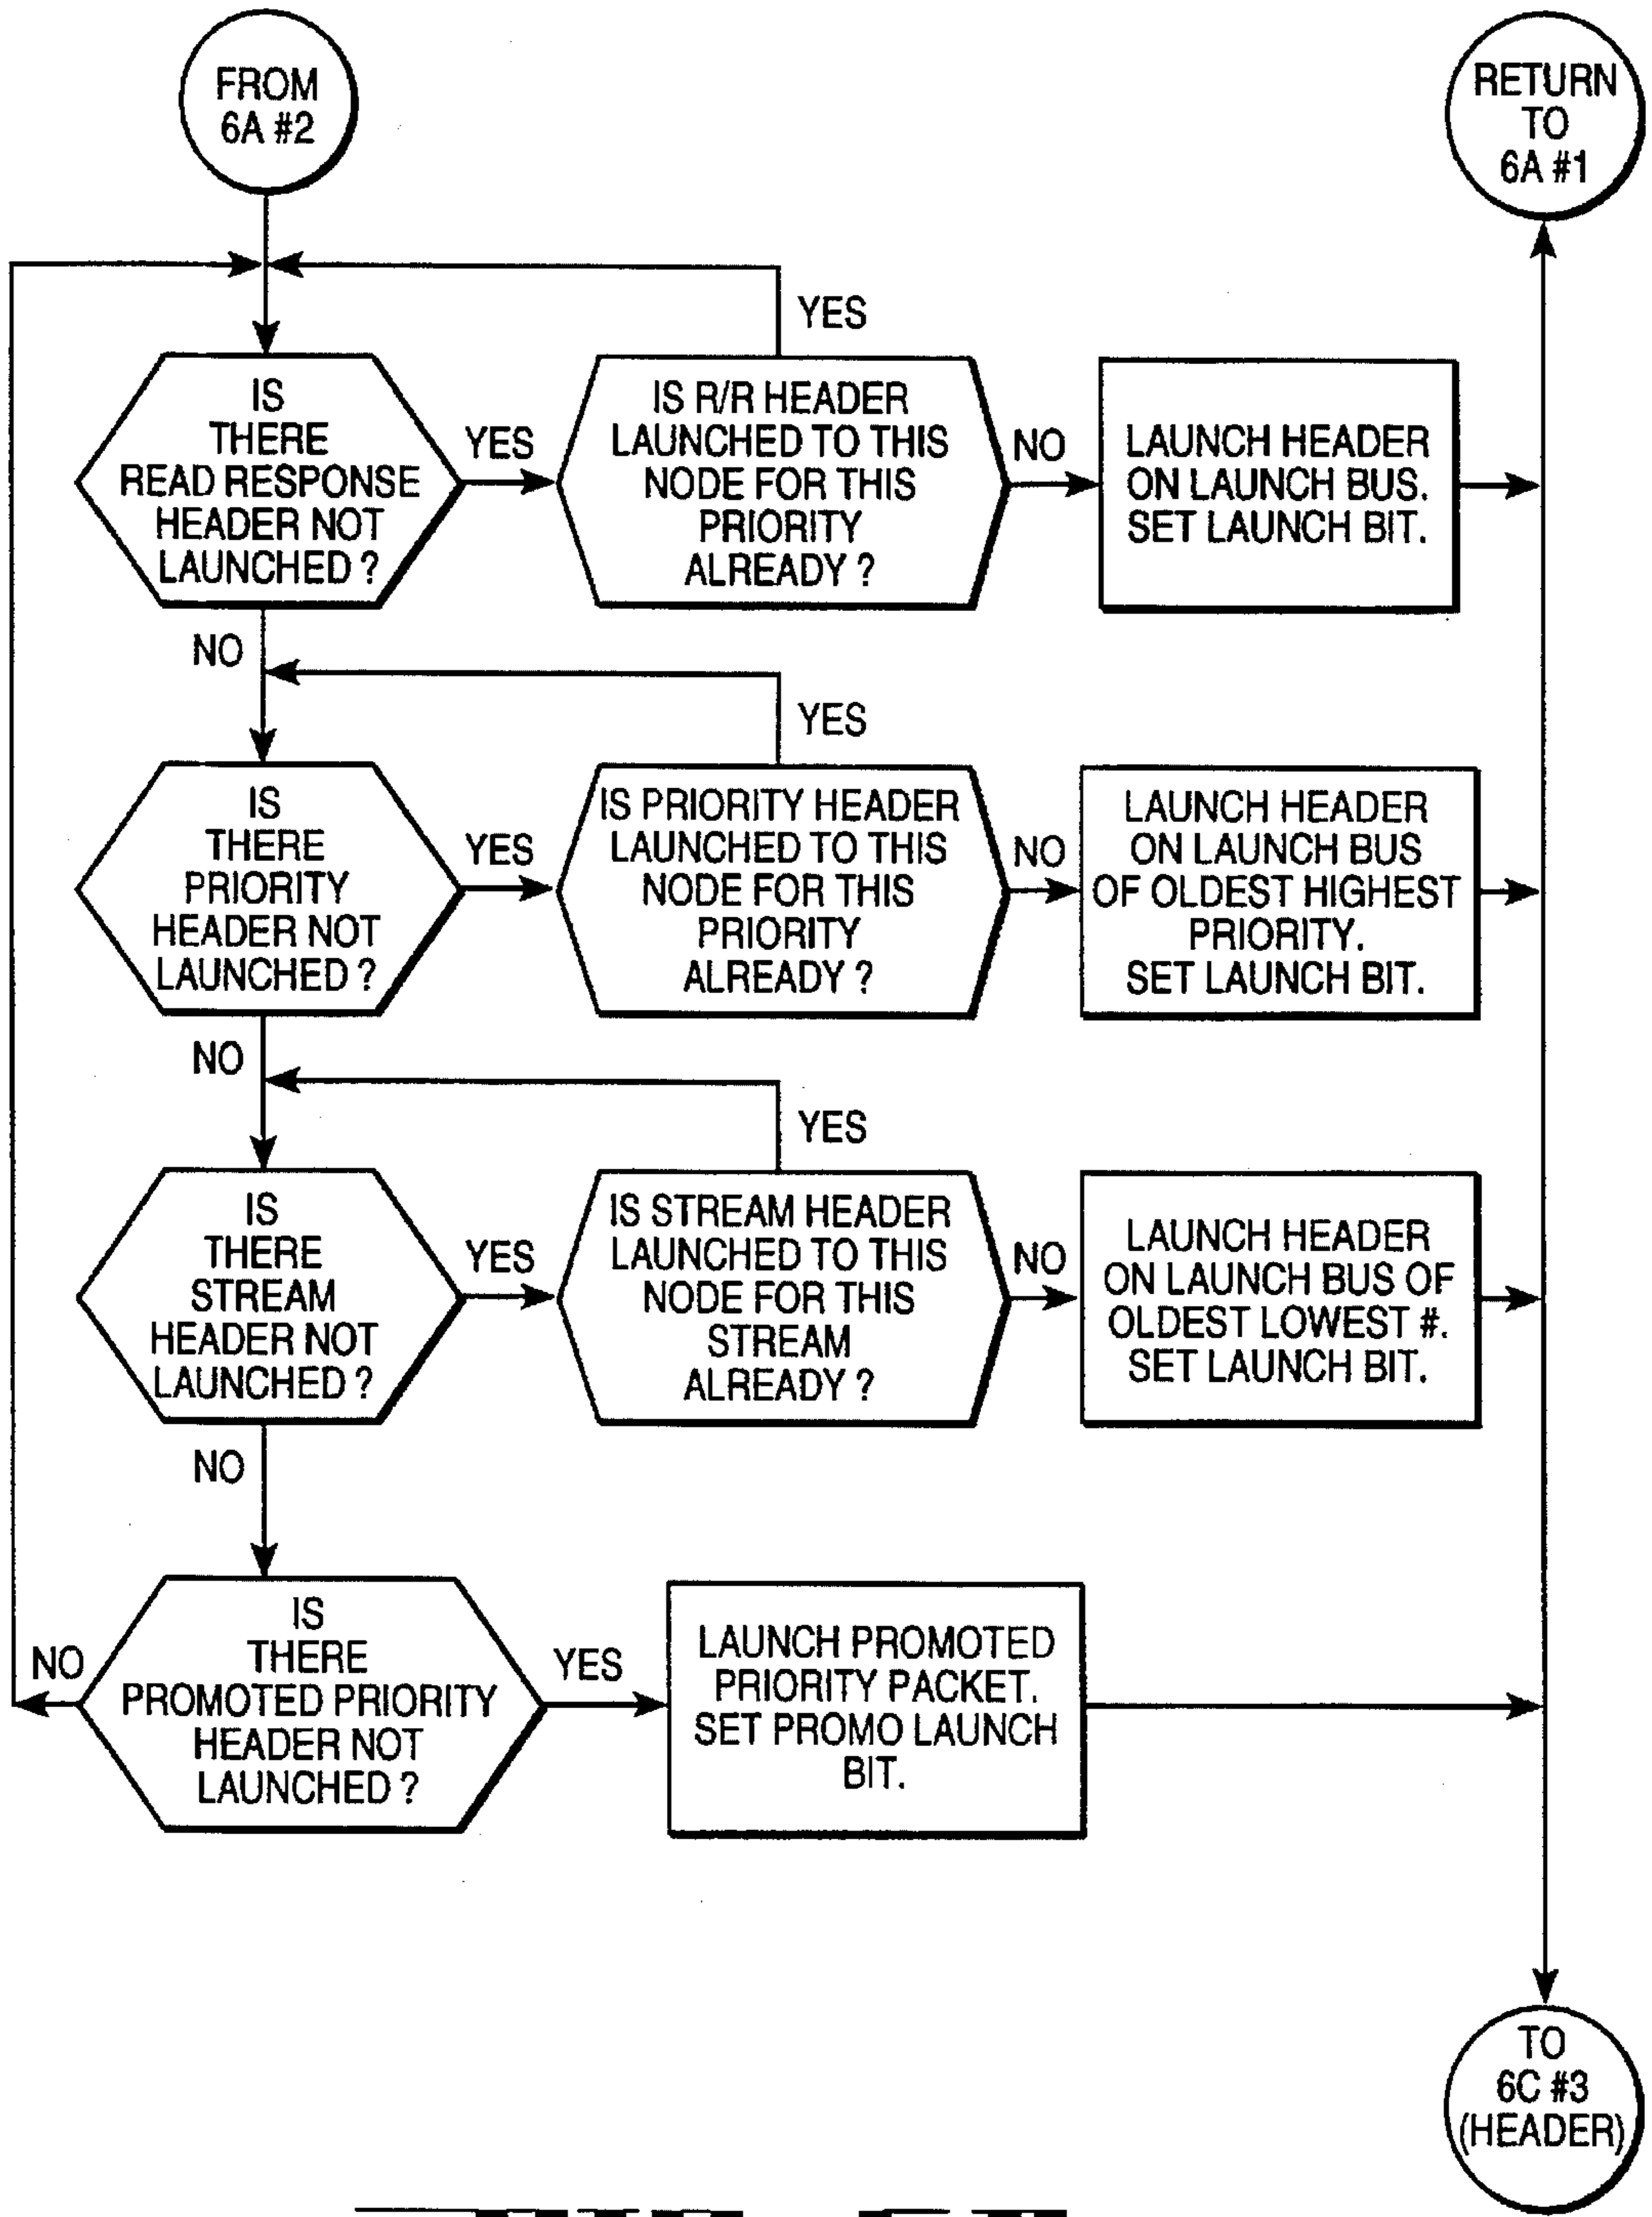 FROM
6A #2
RETURN
TO
6A #1
YES
IS
THERE
READ RESPONSE
HEADER NOT
LAUNCHED ?
YES
IS R/R HEADER
LAUNCHED TO THIS
NODE FOR THIS
PRIORITY
ALREADY ?
NO
LAUNCH HEADER
ON LAUNCH BUS.
SET LAUNCH BIT.
NO
YES
IS
THERE
PRIORITY
HEADER NOT
LAUNCHED ?
YES
IS PRIORITY HEADER
LAUNCHED TO THIS
NODE FOR THIS
PRIORITY
ALREADY ?
NO
LAUNCH HEADER
ON LAUNCH BUS
OF OLDEST HIGHEST
PRIORITY.
SET LAUNCH BIT.
NO
YES
IS
THERE
STREAM
HEADER NOT
LAUNCHED ?
YES
IS STREAM HEADER
LAUNCHED TO THIS
NODE FOR THIS
STREAM
ALREADY ?
NO
LAUNCH HEADER
ON LAUNCH BUS OF
OLDEST LOWEST #.
SET LAUNCH BIT.
NO
NO
IS
THERE
PROMOTED PRIORITY
HEADER NOT
LAUNCHED ?
YES
LAUNCH PROMOTED
PRIORITY PACKET.
SET PROMO LAUNCH
BIT.
TO
6C #3
(HEADER)